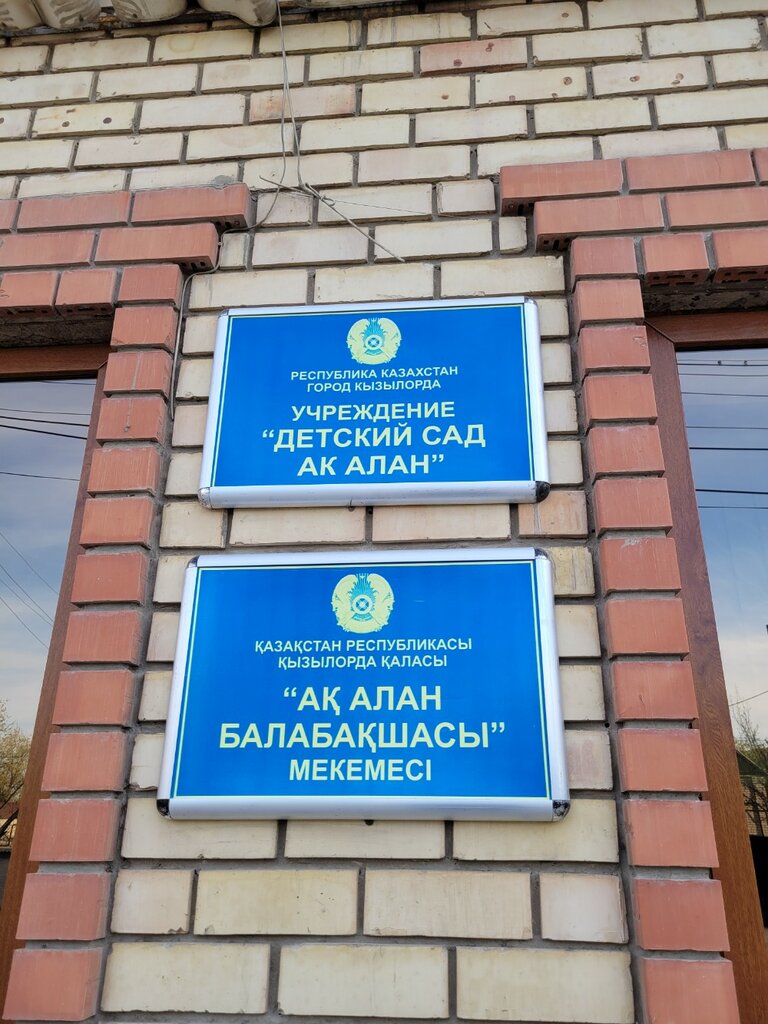 РЕСПУБЛИКА КАЗАХСТАН
ГОРОД КЫЗЫЛОРДА
УЧРЕЖДЕНИЕ
“ДЕТСКИЙ САД
АК АЛАН”
ҚАЗАҚСТАН РЕСПУБЛИКАСЫ
ҚЫЗЫЛОРДА ҚАЛАСЫ
“АҚ АЛАН
БАЛАБАҚШАСЫ”
МЕКЕМЕСІ